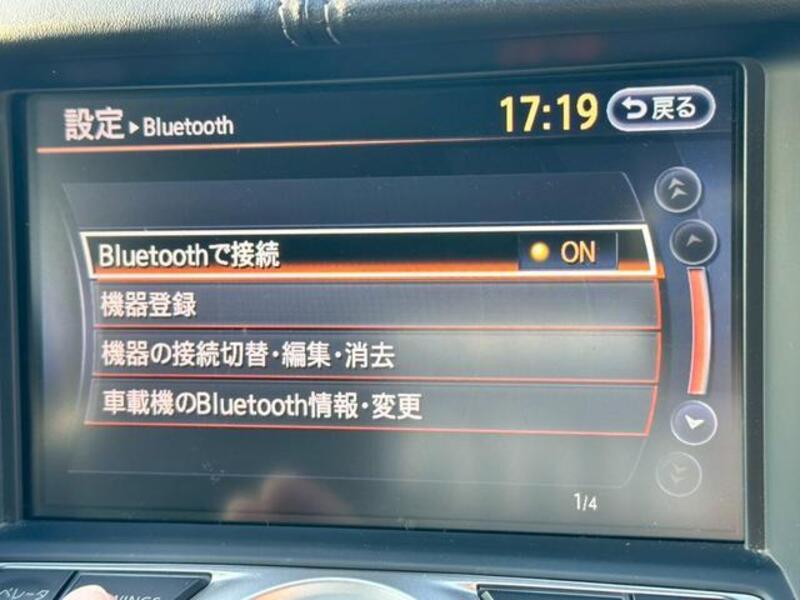 設定▶Bluetooth
17:19
戻る
Bluetoothで接続 ON
機器登録
機器の接続切替・編集・消去
車載機のBluetooth情報・変更
1/4